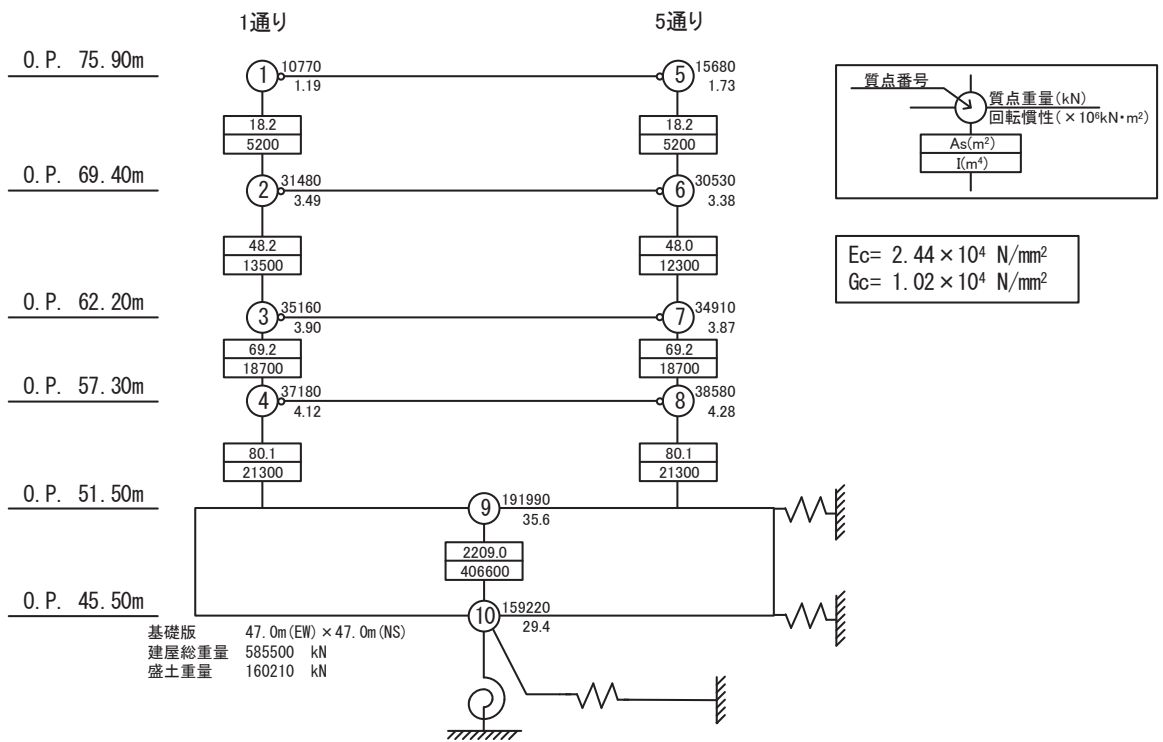 1通り
5通り
O.P. 75.90m
① 10770
1.19
⑤ 15680
1.73
18.2
5200
18.2
5200
O.P. 69.40m
② 31480
3.49
⑥ 30530
3.38
48.2
13500
48.0
12300
O.P. 62.20m
③ 35160
3.90
⑦ 34910
3.87
69.2
18700
69.2
18700
O.P. 57.30m
④ 37180
4.12
⑧ 38580
4.28
80.1
21300
80.1
21300
O.P. 51.50m
⑨ 191990
35.6
2209.0
406600
O.P. 45.50m
⑩ 159220
29.4
基礎版 47.0m(EW)×47.0m(NS)
建屋総重量 585500 kN
盛土重量 160210 kN
質点番号
質点重量(kN)
回転慣性(×10⁶kN・m²)
As(m²)
I(m⁴)
Ec= 2.44×10⁴ N/mm²
Gc= 1.02×10⁴ N/mm²